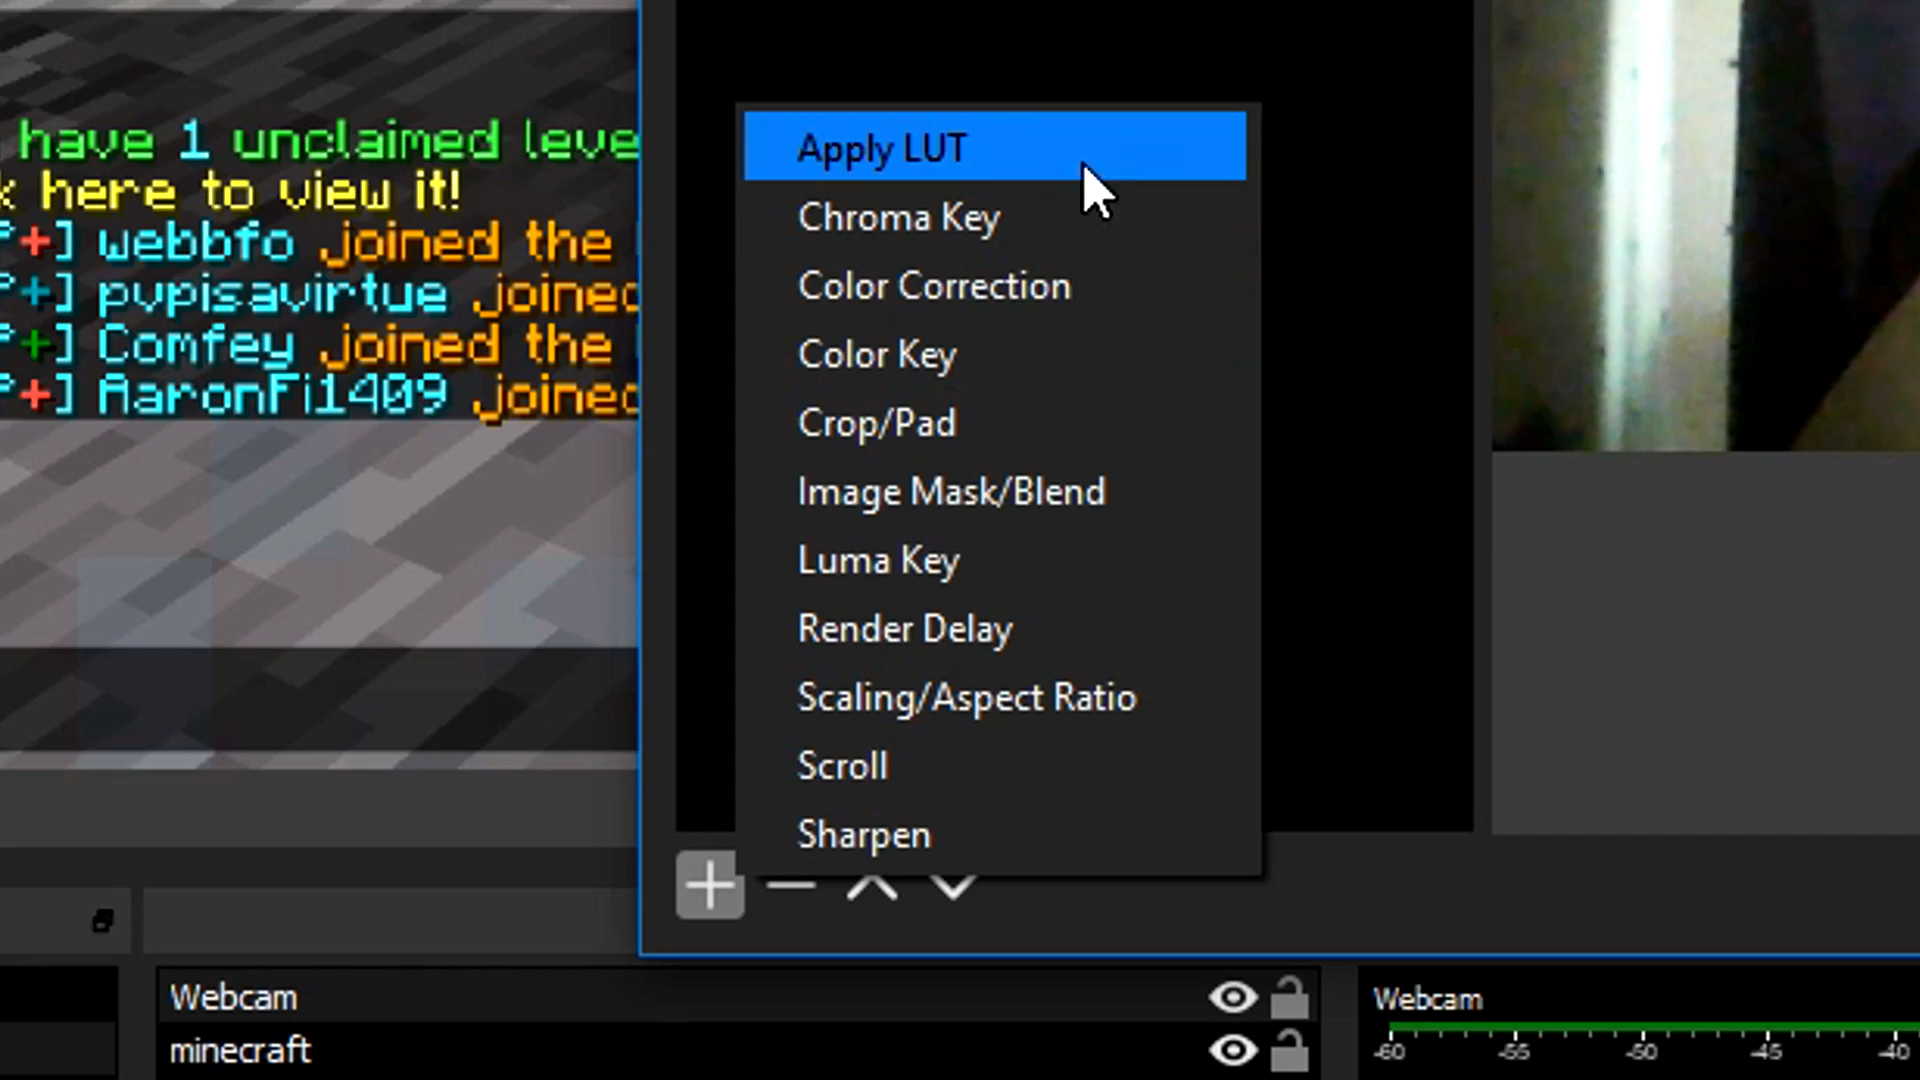 have 1 unclaimed leve
k here to view it!
+] webbfo joined the
+] pvpisavirtue joined
+] Comfey joined the
+] AaronFi1409 joined
Apply LUT
Chroma Key
Color Correction
Color Key
Crop/Pad
Image Mask/Blend
Luma Key
Render Delay
Scaling/Aspect Ratio
Scroll
Sharpen
Webcam
minecraft
Webcam
-60 -55 -50 -45 -40